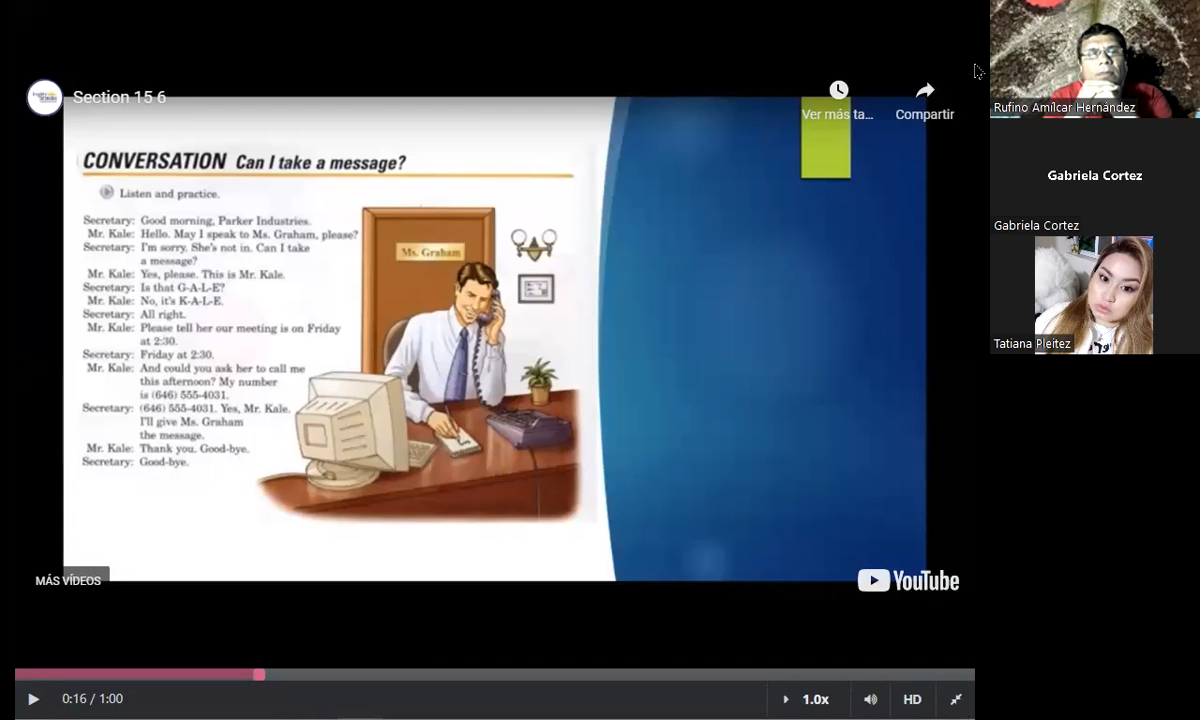 Section 15 6
Ver más ta...
Compartir
CONVERSATION Can I take a message?
Listen and practice.
Secretary: Good morning, Parker Industries.
Mr. Kale: Hello. May I speak to Ms. Graham, please?
Secretary: I'm sorry. She's not in. Can I take
a message?
Mr. Kale: Yes, please. This is Mr. Kale.
Secretary: Is that G-A-L-E?
Mr. Kale: No, it's K-A-L-E.
Secretary: All right.
Mr. Kale: Please tell her our meeting is on Friday
at 2:30.
Secretary: Friday at 2:30.
Mr. Kale: And could you ask her to call me
this afternoon? My number
is (646) 555-4031.
Secretary: (646) 555-4031. Yes, Mr. Kale.
I'll give Ms. Graham
the message.
Mr. Kale: Thank you. Good-bye.
Secretary: Good-bye.
Ms. Graham
MÁS VÍDEOS
YouTube
0:16 / 1:00
1.0x
HD
Rufino Amílcar Hernández
Gabriela Cortez
Gabriela Cortez
Tatiana Pleitez